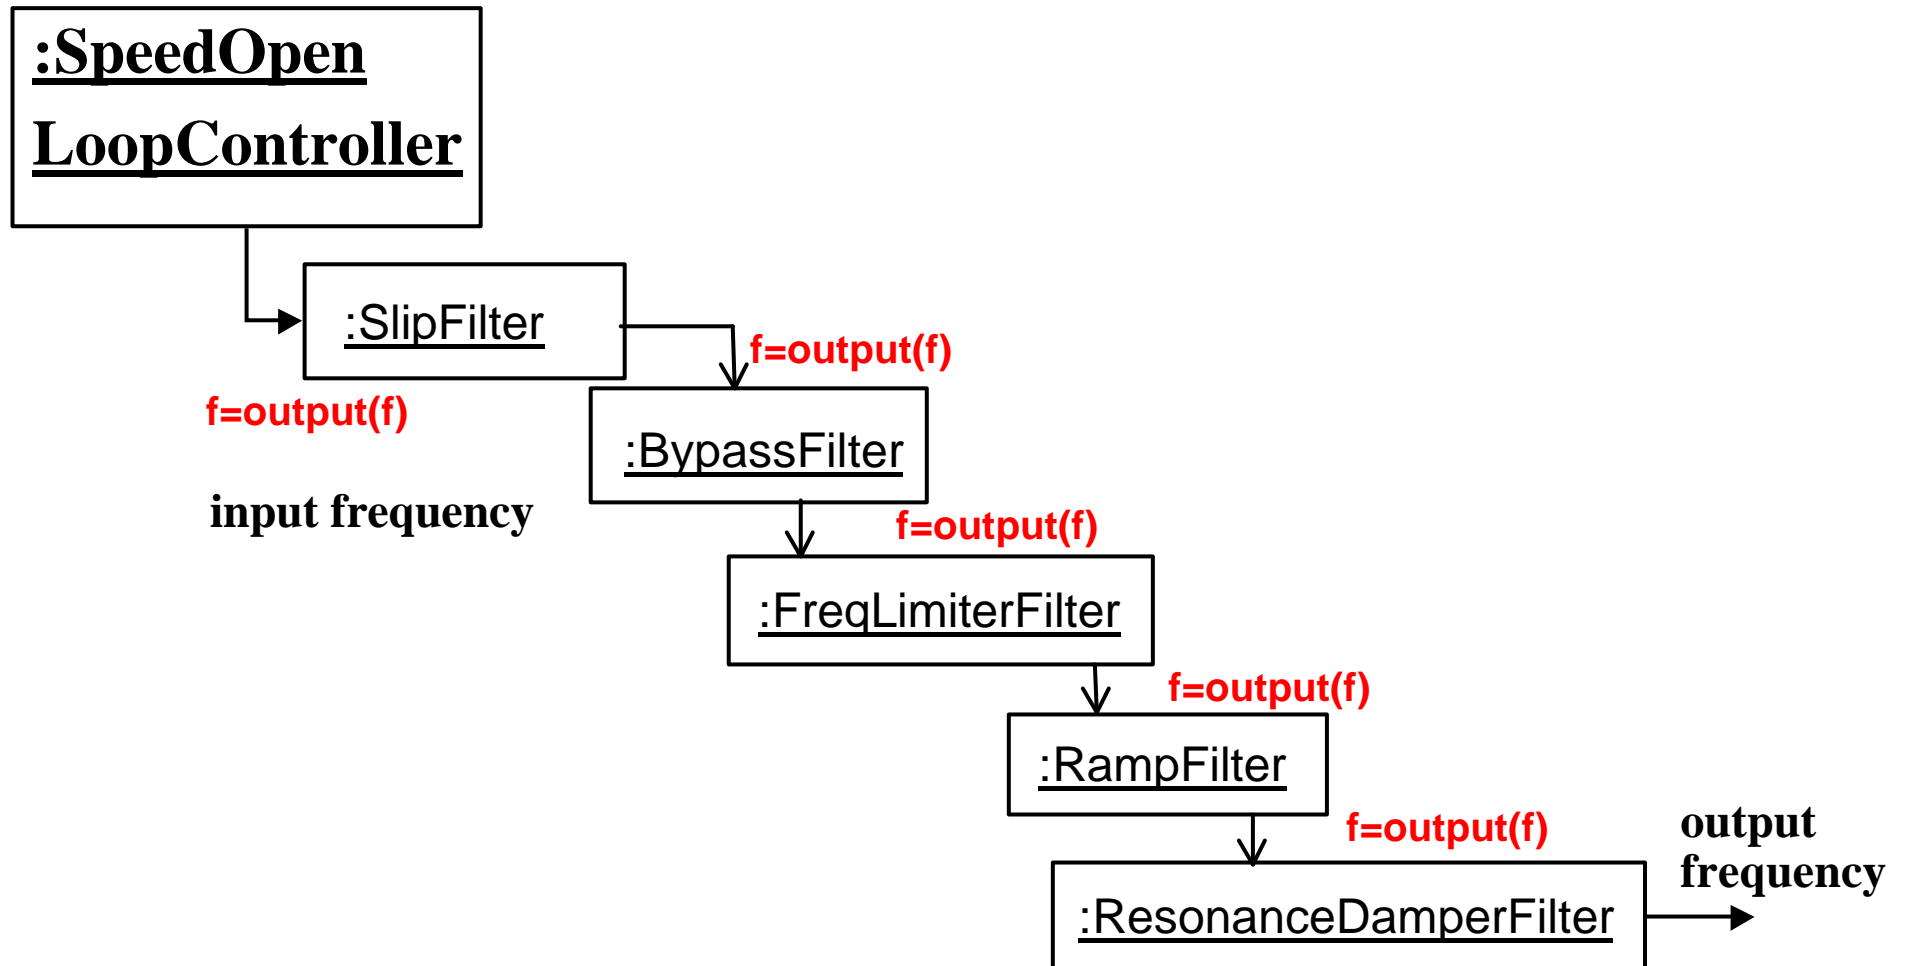 :SpeedOpen
LoopController
:SlipFilter
f=output(f)
f=output(f)
:BypassFilter
input frequency
f=output(f)
:FreqLimiterFilter
f=output(f)
:RampFilter
f=output(f)
output
frequency
:ResonanceDamperFilter